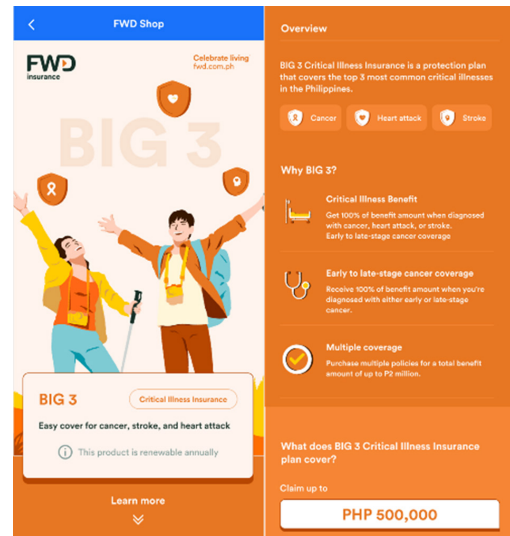 FWD Shop
FWD
insurance
Celebrate living
fwd.com.ph
BIG 3
BIG 3
Critical Illness Insurance
Easy cover for cancer, stroke, and heart attack
This product is renewable annually
Learn more
Overview
BIG 3 Critical Illness Insurance is a protection plan
that covers the top 3 most common critical illnesses
in the Philippines.
Cancer
Heart attack
Stroke
Why BIG 3?
Critical Illness Benefit
Get 100% of benefit amount when diagnosed
with cancer, heart attack, or stroke.
Early to late-stage cancer coverage
Early to late-stage cancer coverage
Receive 100% of benefit amount when you're
diagnosed with either early or late-stage
cancer.
Multiple coverage
Purchase multiple policies for a total benefit
amount of up to P2 million.
What does BIG 3 Critical Illness Insurance
plan cover?
Claim up to
PHP 500,000